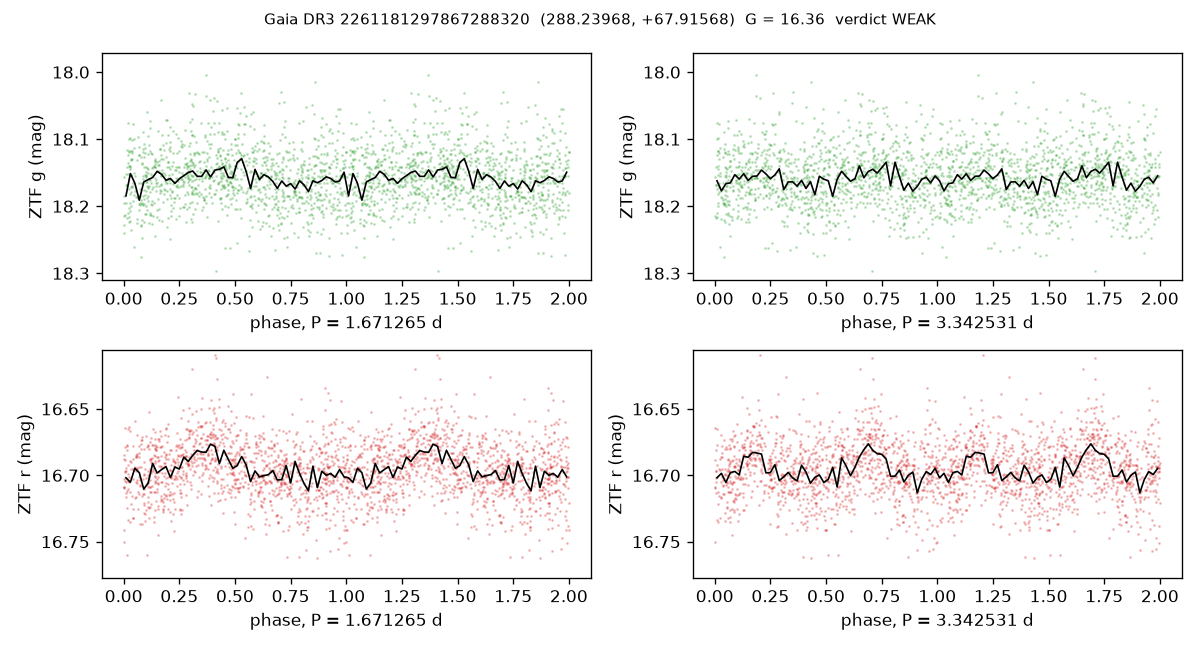 Gaia DR3 2261181297867288320 (288.23968, +67.91568) G = 16.36 verdict WEAK
18.0
18.1
18.2
18.3
ZTF g (mag)
0.00 0.25 0.50 0.75 1.00 1.25 1.50 1.75 2.00
phase, P = 1.671265 d
18.0
18.1
18.2
18.3
ZTF g (mag)
0.00 0.25 0.50 0.75 1.00 1.25 1.50 1.75 2.00
phase, P = 3.342531 d
16.65
16.70
16.75
ZTF r (mag)
0.00 0.25 0.50 0.75 1.00 1.25 1.50 1.75 2.00
phase, P = 1.671265 d
16.65
16.70
16.75
ZTF r (mag)
0.00 0.25 0.50 0.75 1.00 1.25 1.50 1.75 2.00
phase, P = 3.342531 d